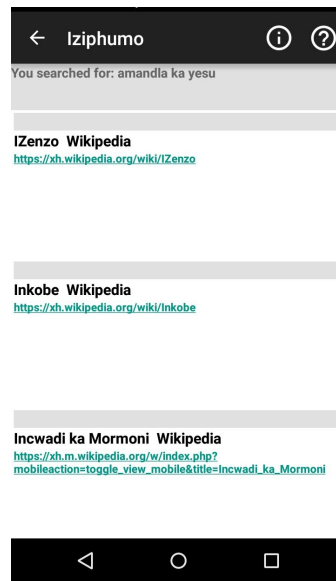 Iziphumo
You searched for: amandla ka yesu
IZenzo Wikipedia
https://xh.wikipedia.org/wiki/IZenzo
Inkobe Wikipedia
https://xh.wikipedia.org/wiki/Inkobe
Incwadi ka Mormoni Wikipedia
https://xh.m.wikipedia.org/w/index.php?
mobileaction=toggle_view_mobile&title=Incwadi_ka_Mormoni